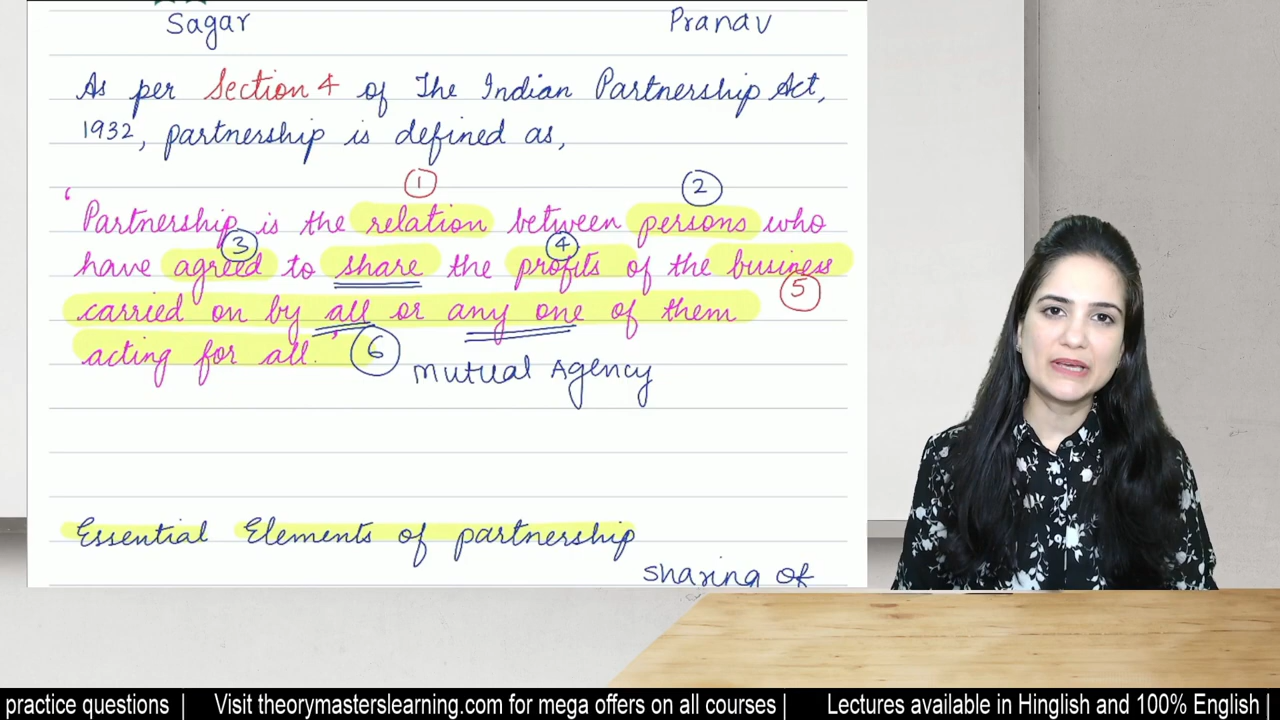 Sagar Pranav
As per Section 4 of The Indian Partnership Act,
1932, partnership is defined as,
① ②
'Partnership is the relation between persons who
③ ④
have agreed to share the profits of the business
⑤
carried on by all or any one of them
acting for all.' ⑥
Mutual Agency
Essential Elements of partnership
sharing of
practice questions | Visit theorymasterslearning.com for mega offers on all courses | Lectures available in Hinglish and 100% English |